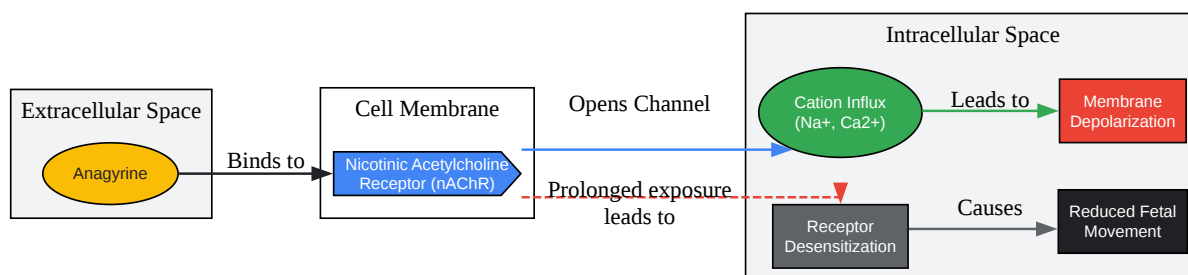 Extracellular Space
Anagyrine
Binds to
Cell Membrane
Nicotinic Acetylcholine
Receptor (nAChR)
Opens Channel
Prolonged exposure
leads to
Intracellular Space
Cation Influx
(Na+, Ca2+)
Leads to
Membrane
Depolarization
Receptor
Desensitization
Causes
Reduced Fetal
Movement